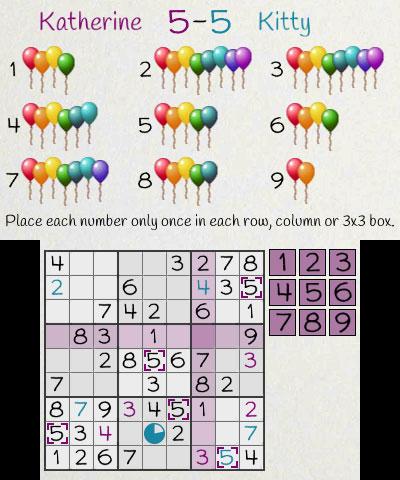 Katherine 5-5 Kitty
1 2 3
4 5 6
7 8 9
Place each number only once in each row, column or 3x3 box.
4 3 2 7 8 1 2 3
2 6 4 3 5 4 5 6
7 4 2 6 1 7 8 9
8 3 1 9
2 8 5 6 7 3
7 3 8 2
8 7 9 3 4 5 1 2
5 3 4 2 7
1 2 6 7 3 5 4